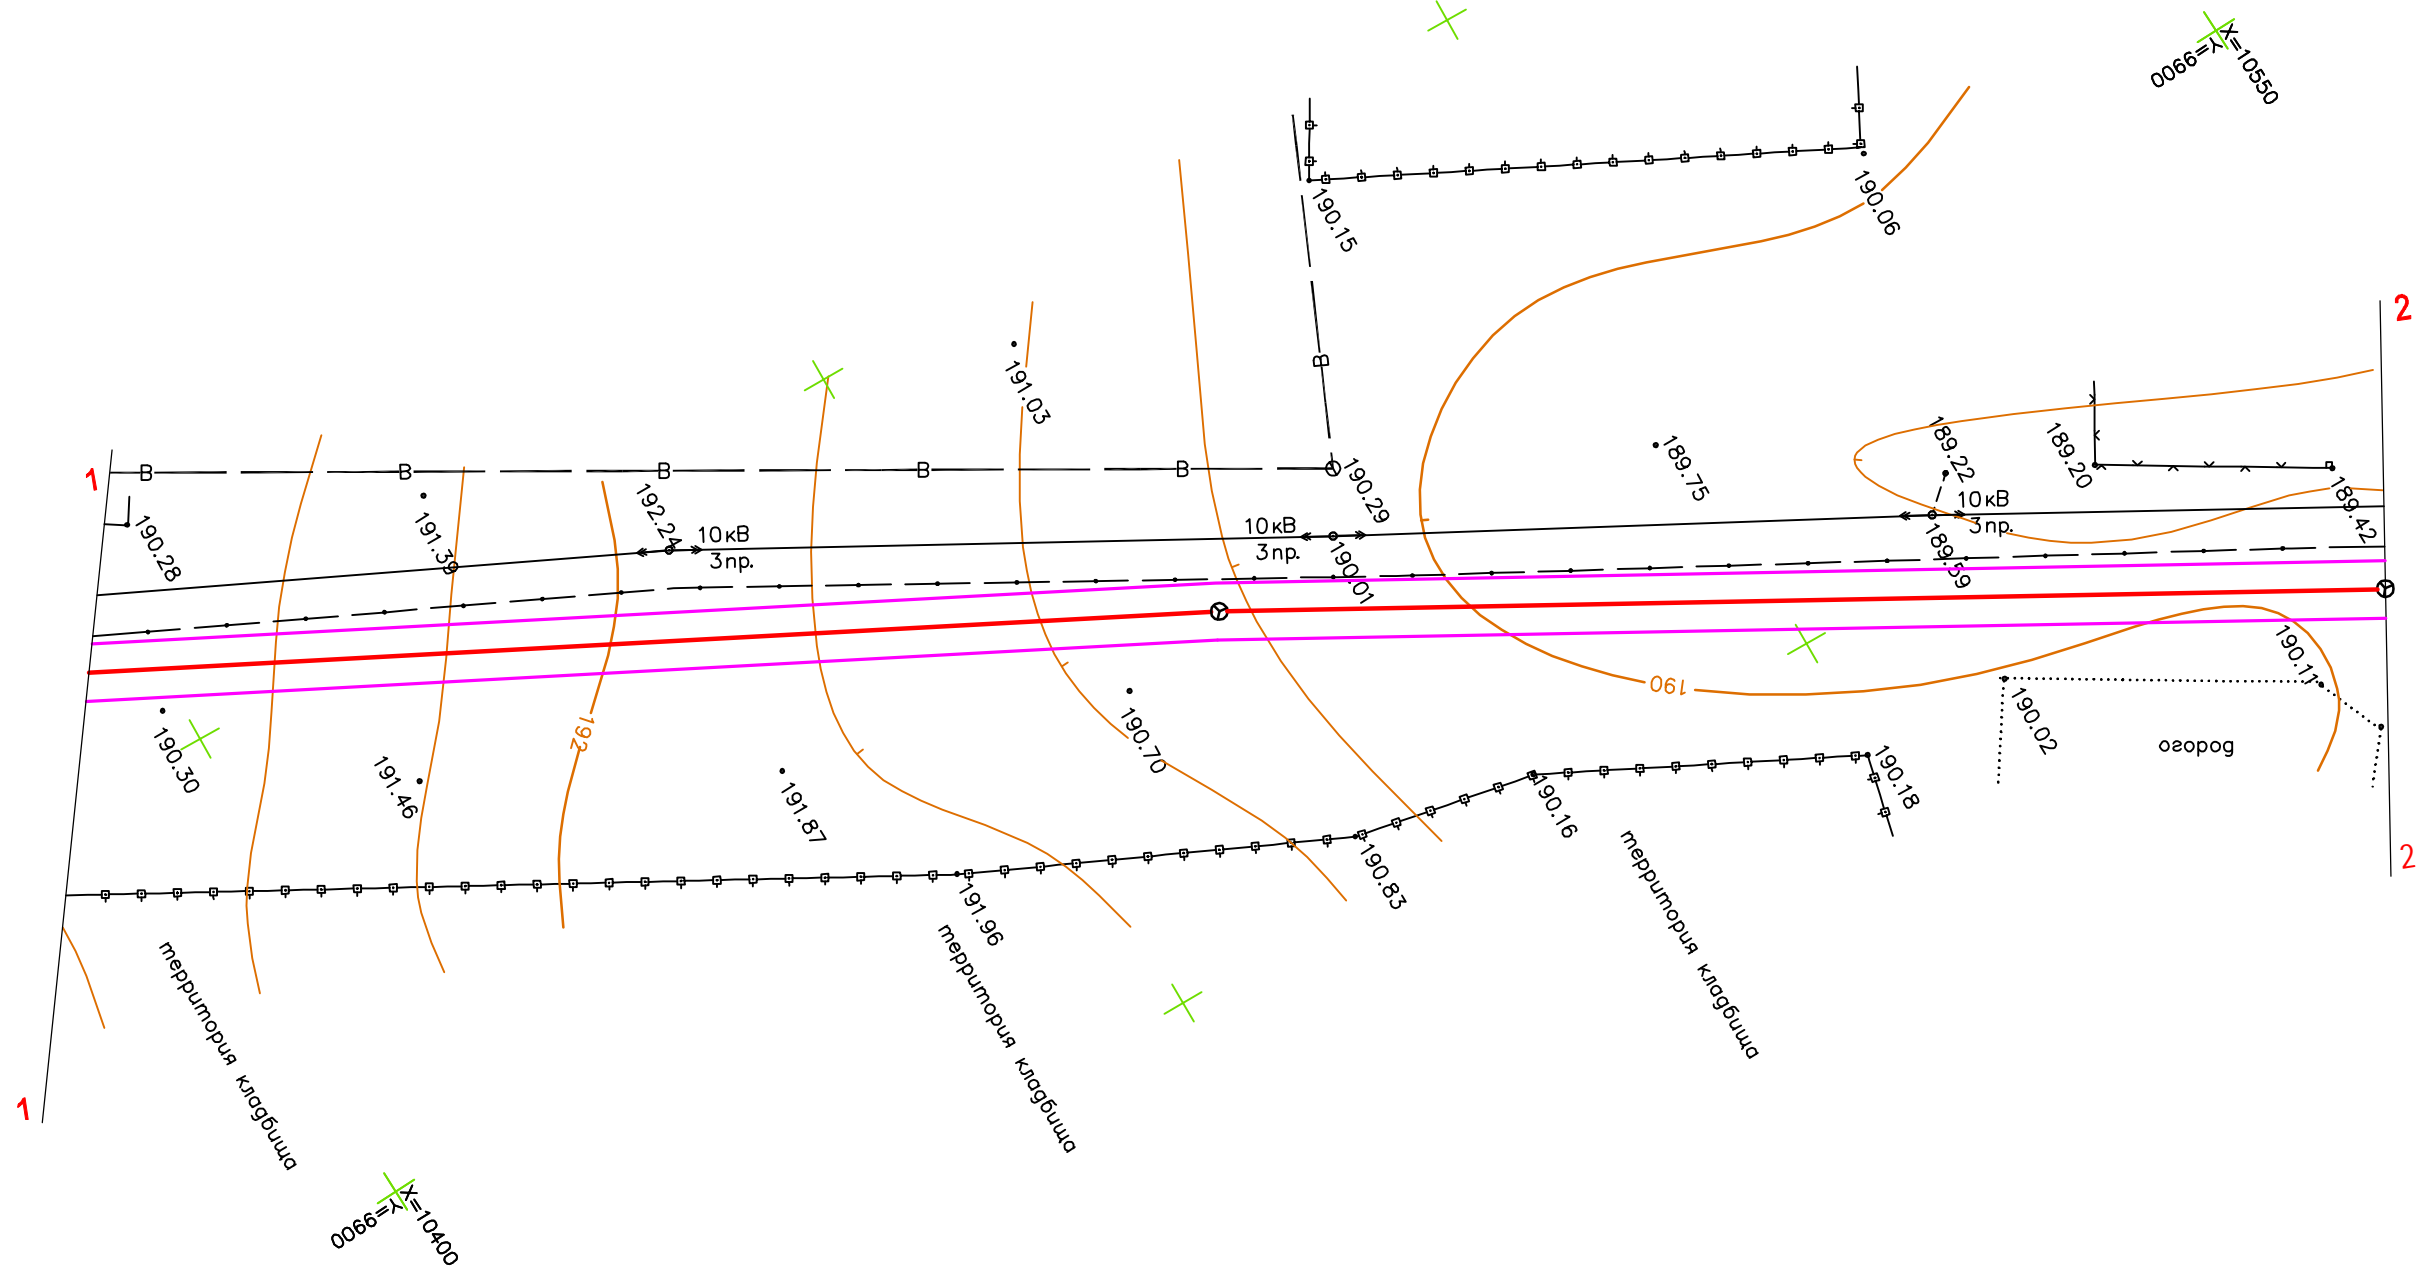 X=10550
Y=9900
190.15
190.06
2
191.03
В
1
В
В
В
В
В
190.28
191.39
192.24
10кВ
3пр.
10кВ
3пр.
190.29
190.01
189.75
189.22
189.20
10кВ
3пр.
189.59
189.42
190.30
191.46
192
191.87
190.70
190
190.02
190.11
огород
190.16
190.18
190.83
191.96
2
территория кладбища
территория кладбища
территория кладбища
1
X=10400
Y=9900